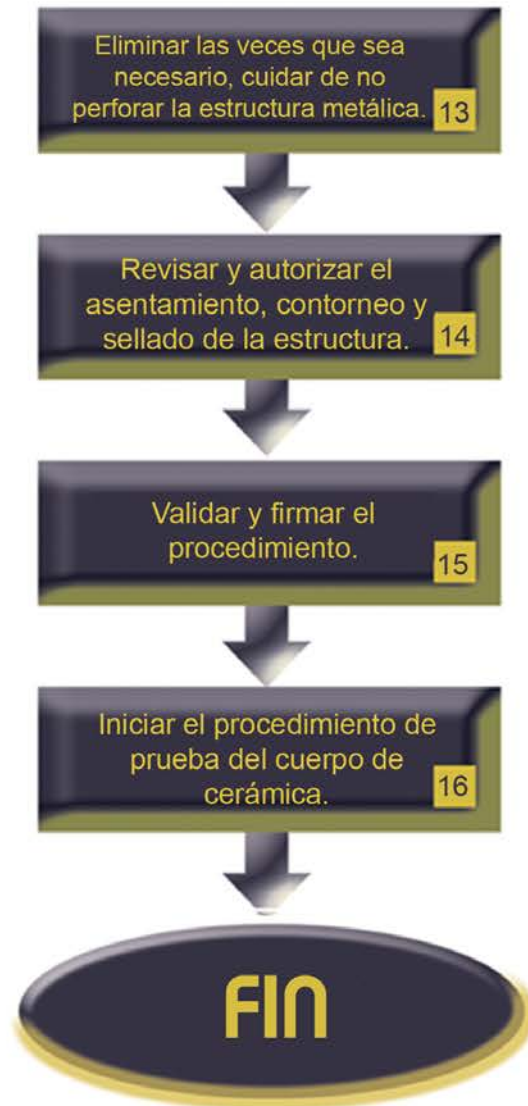 Eliminar las veces que sea
necesario, cuidar de no
perforar la estructura metálica.
13
Revisar y autorizar el
asentamiento, contorneo y
sellado de la estructura.
14
Validar y firmar el
procedimiento.
15
Iniciar el procedimiento de
prueba del cuerpo de
cerámica.
16
FIN